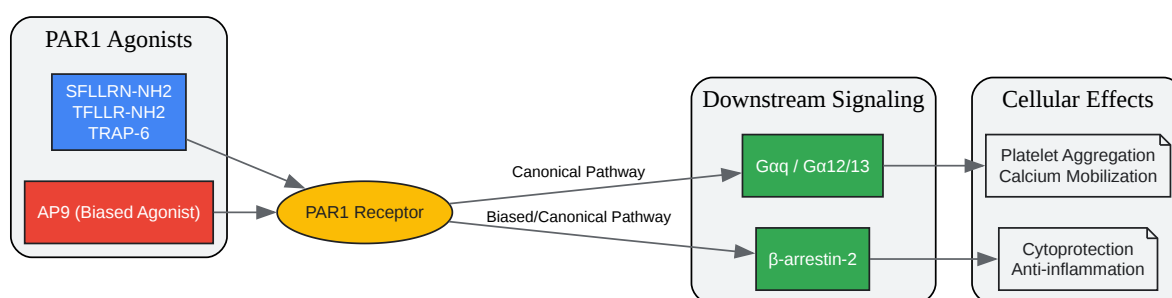 PAR1 Agonists
SFLLRN-NH2
TFLLR-NH2
TRAP-6
AP9 (Biased Agonist)
PAR1 Receptor
Canonical Pathway
Biased/Canonical Pathway
Downstream Signaling
Gαq / Gα12/13
β-arrestin-2
Cellular Effects
Platelet Aggregation
Calcium Mobilization
Cytoprotection
Anti-inflammation